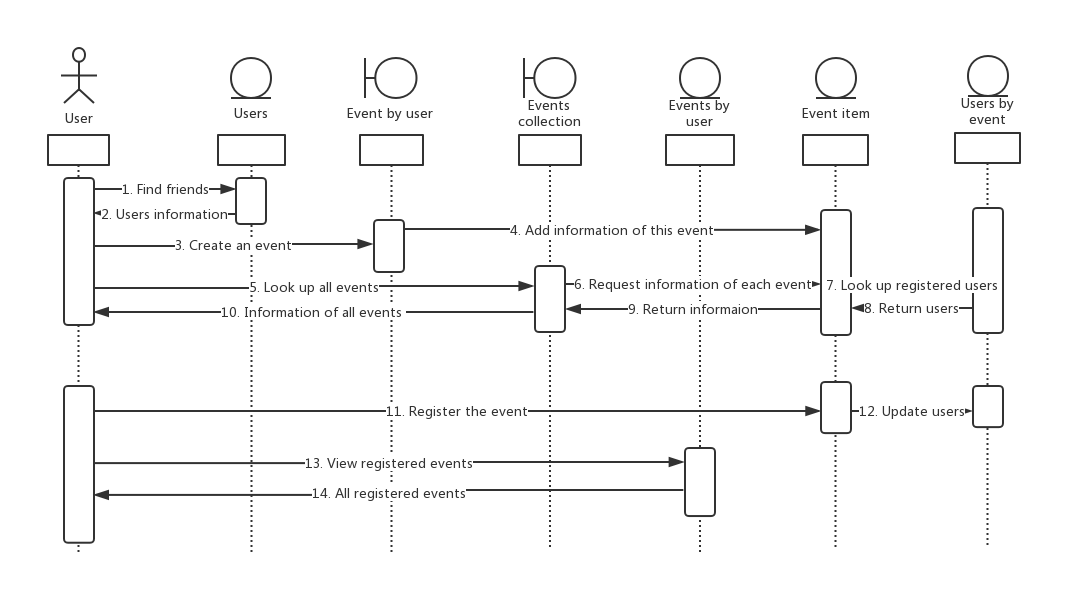 User
Users
Event by user
Events
collection
Events by
user
Event item
Users by
event
1. Find friends
2. Users information
3. Create an event
4. Add information of this event
5. Look up all events
6. Request information of each event
7. Look up registered users
8. Return users
9. Return informaion
10. Information of all events
11. Register the event
12. Update users
13. View registered events
14. All registered events